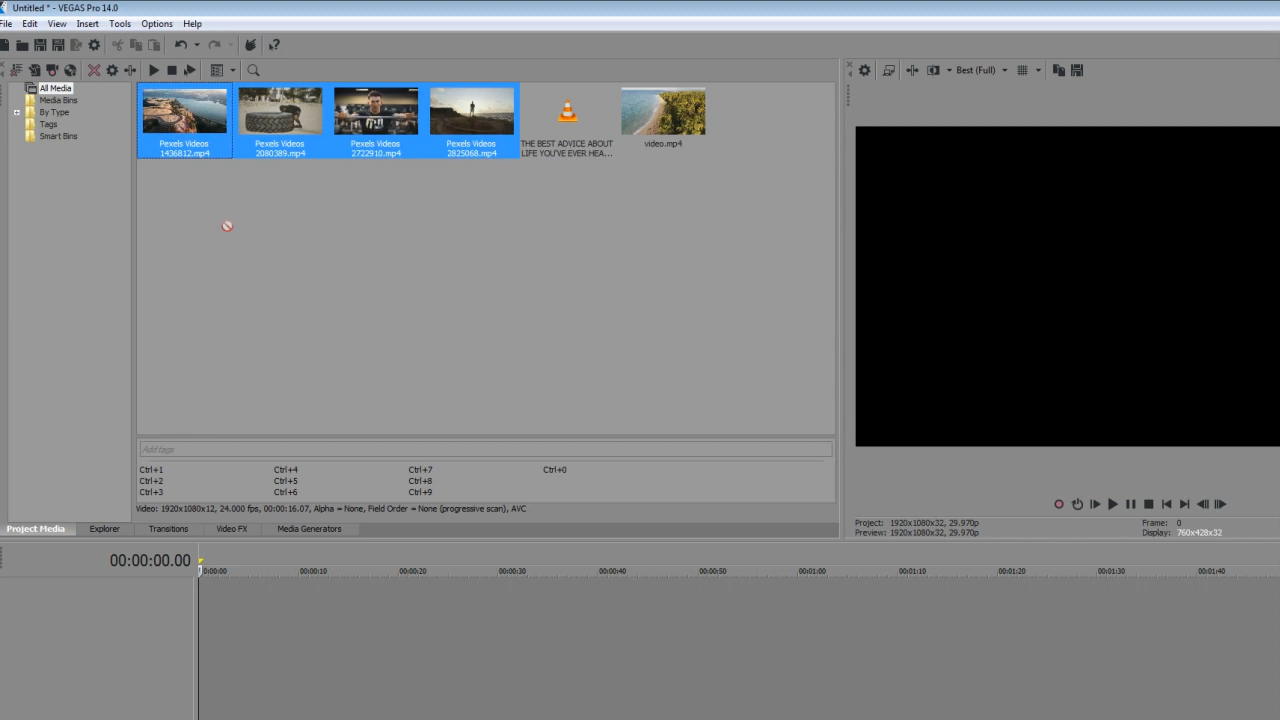 Untitled * - VEGAS Pro 14.0
File Edit View Insert Tools Options Help
Best (Full)
All Media
Media Bins
By Type
Tags
Smart Bins
Pexels Videos
1436812.mp4
Pexels Videos
2080389.mp4
Pexels Videos
2722910.mp4
Pexels Videos
2825068.mp4
THE BEST ADVICE ABOUT
LIFE YOU'VE EVER HEA...
video.mp4
Add tags
Ctrl+1 Ctrl+4 Ctrl+7 Ctrl+0
Ctrl+2 Ctrl+5 Ctrl+8
Ctrl+3 Ctrl+6 Ctrl+9
Video: 1920x1080x12, 24.000 fps, 00:00:16.07, Alpha = None, Field Order = None (progressive scan), AVC
Project Media Explorer Transitions Video FX Media Generators
Project: 1920x1080x32, 29.970p Frame: 0
Preview: 1920x1080x32, 29.970p Display: 760x428x32
00:00:00.00
0:00:00 00:00:10 00:00:20 00:00:30 00:00:40 00:00:50 00:01:00 00:01:10 00:01:20 00:01:30 00:01:40